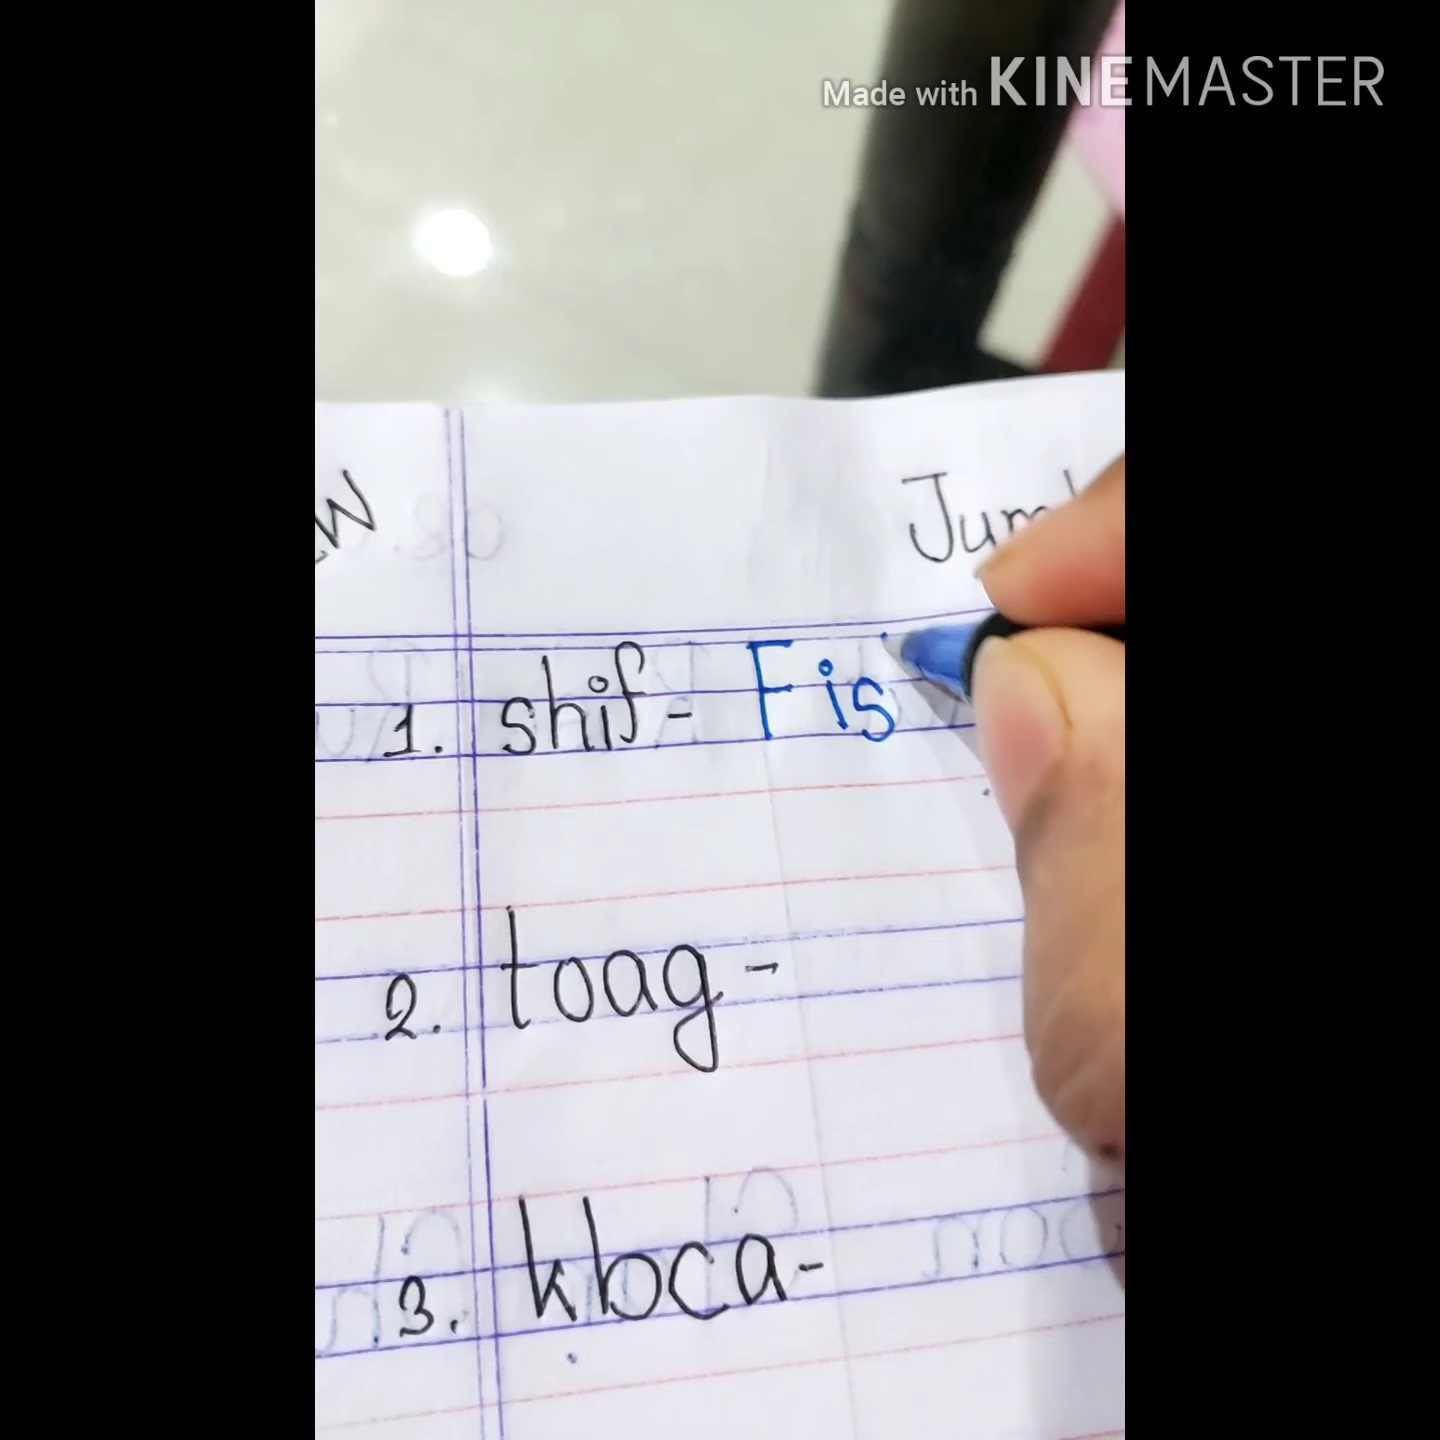 Made with KINEMASTER
1. shif - Fis
2. toag -
3. kbca -